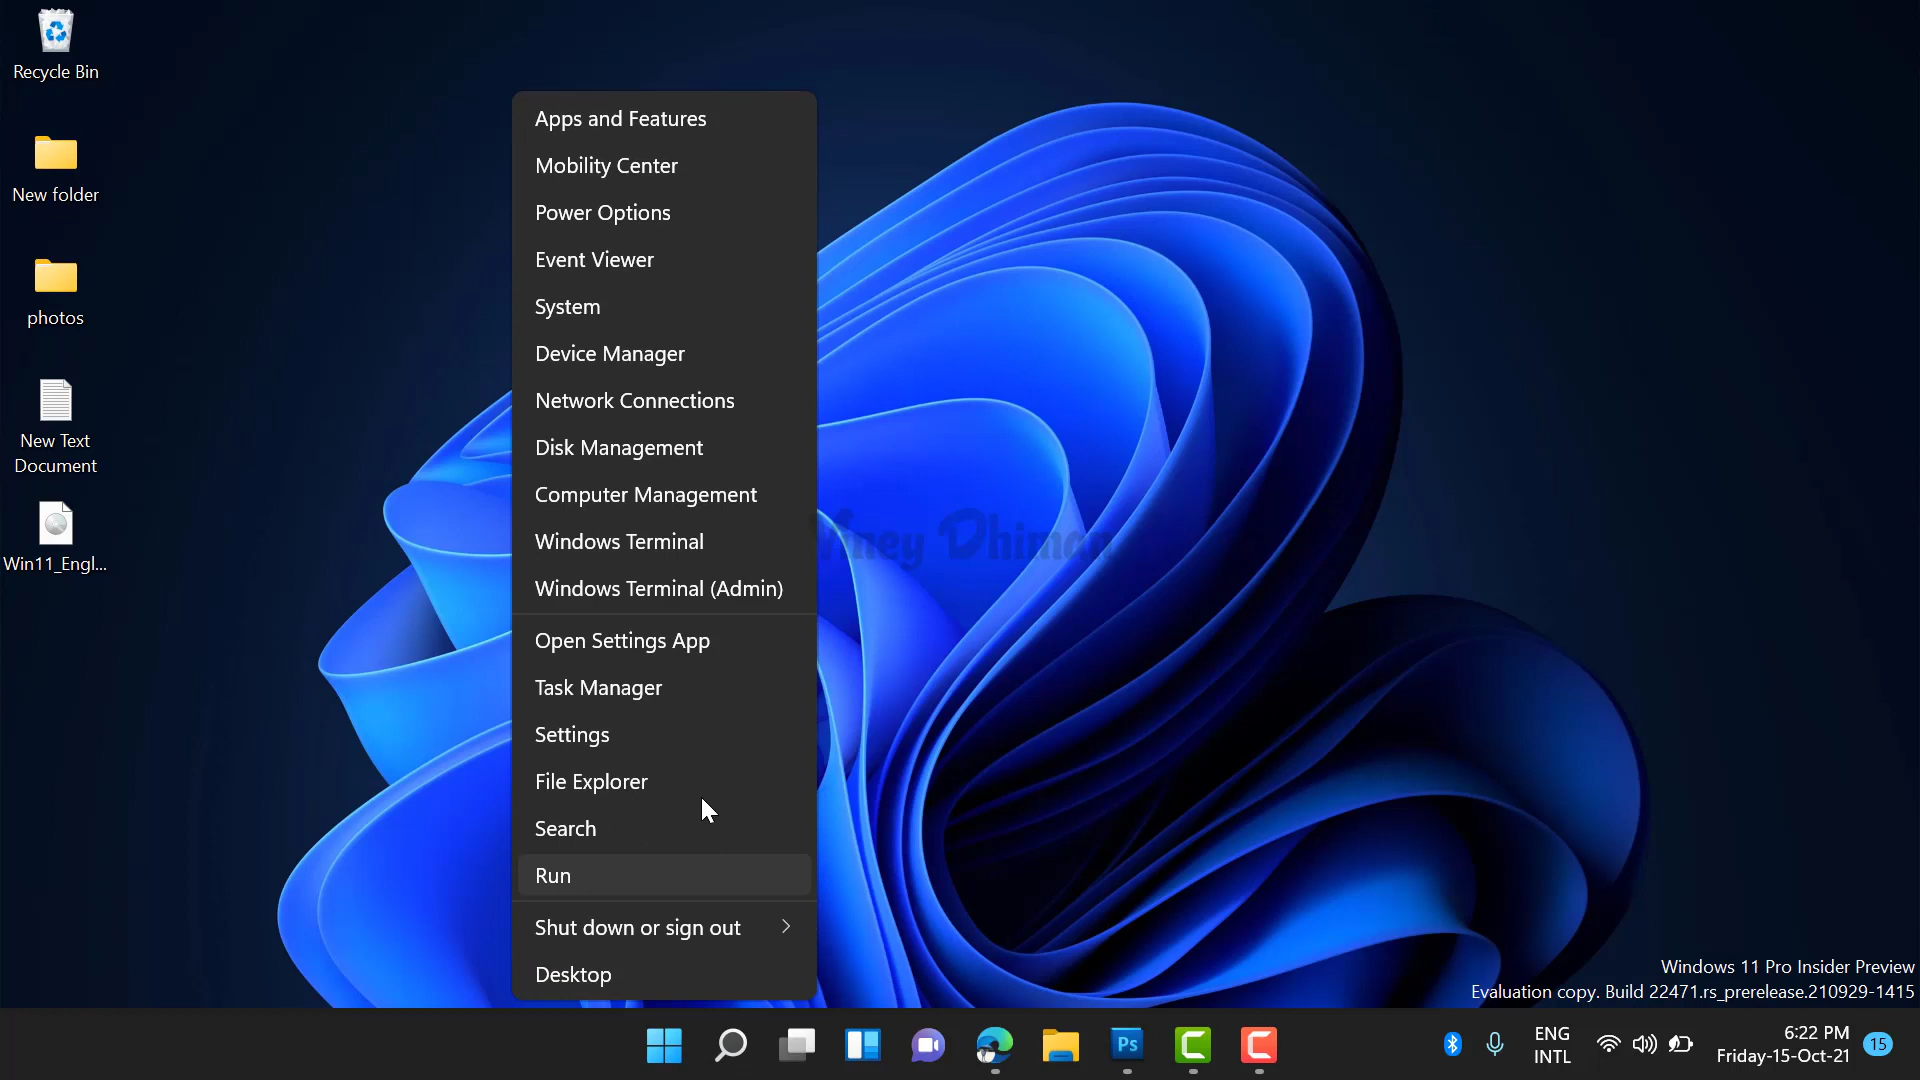 Recycle Bin
New folder
photos
New Text
Document
Win11_Engl...
Apps and Features
Mobility Center
Power Options
Event Viewer
System
Device Manager
Network Connections
Disk Management
Computer Management
Windows Terminal
Windows Terminal (Admin)
Open Settings App
Task Manager
Settings
File Explorer
Search
Run
Shut down or sign out
Desktop
Viney Dhiman
Windows 11 Pro Insider Preview
Evaluation copy. Build 22471.rs_prerelease.210929-1415
Ps
ENG
INTL
6:22 PM
Friday-15-Oct-21
15